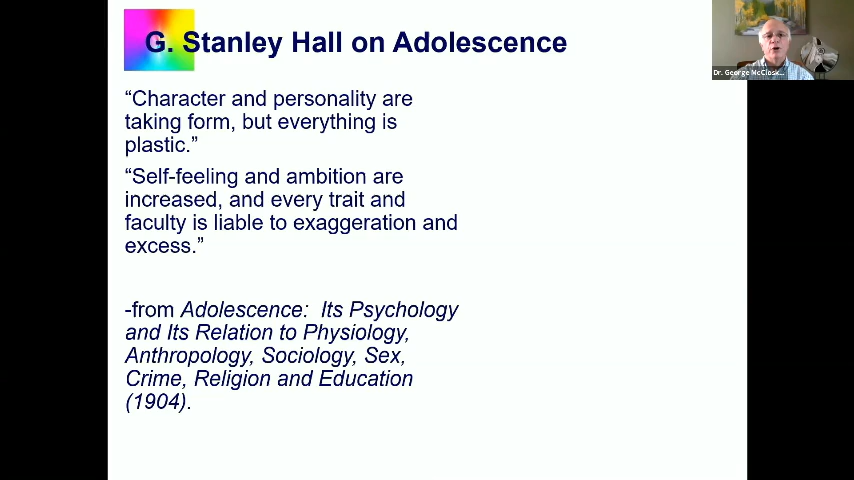 G. Stanley Hall on Adolescence
Dr. George McClosk...
“Character and personality are
taking form, but everything is
plastic.”
“Self-feeling and ambition are
increased, and every trait and
faculty is liable to exaggeration and
excess.”
-from Adolescence:  Its Psychology
and Its Relation to Physiology,
Anthropology, Sociology, Sex,
Crime, Religion and Education
(1904).